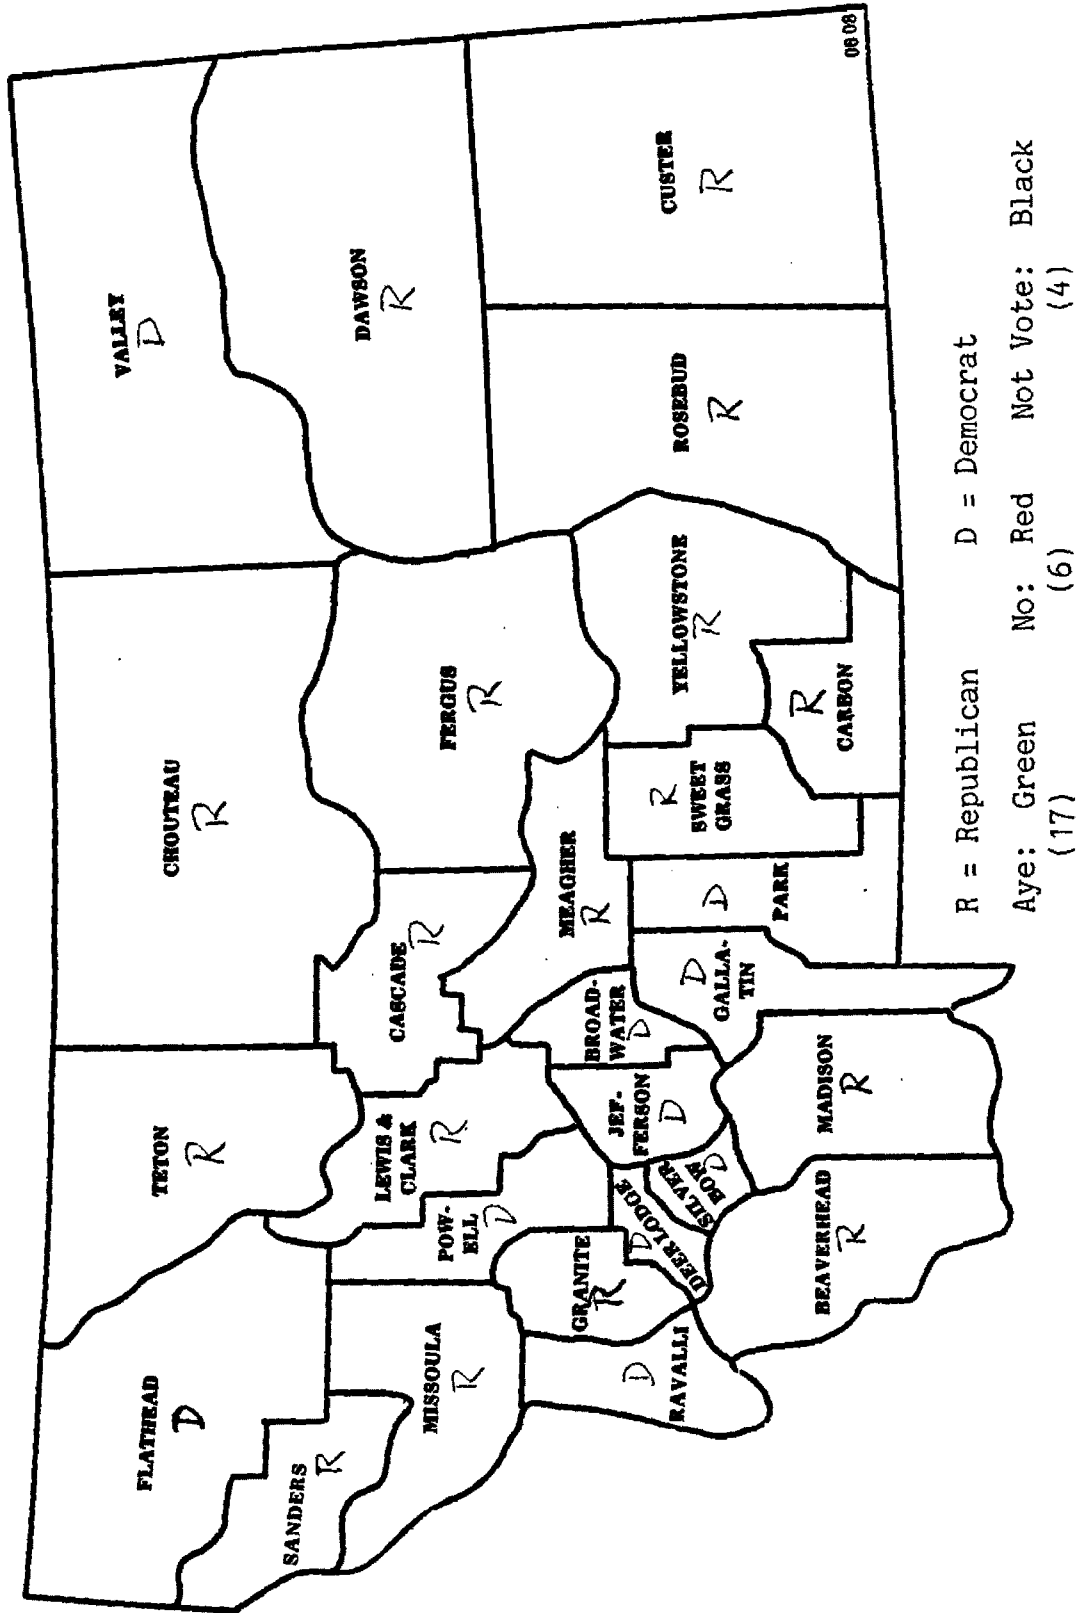 VALLEY
D
DAWSON
R
CUSTER
R
0608
ROSEBUD
R
CHOUTEAU
R
FERGUS
R
YELLOWSTONE
R
CARBON
R
SWEET
GRASS
R
MEAGHER
R
CASCADE
R
PARK
D
GALLA-
TIN
D
BROAD-
WATER
D
TETON
R
LEWIS &
CLARK
R
JEF-
FERSON
D
MADISON
R
POW-
ELL
D
DEER LODGE
D
SILVER
BOW
D
GRANITE
R
BEAVERHEAD
R
FLATHEAD
D
SANDERS
R
MISSOULA
R
RAVALLI
D
R = Republican D = Democrat
Aye: Green No: Red Not Vote: Black
(17) (6) (4)